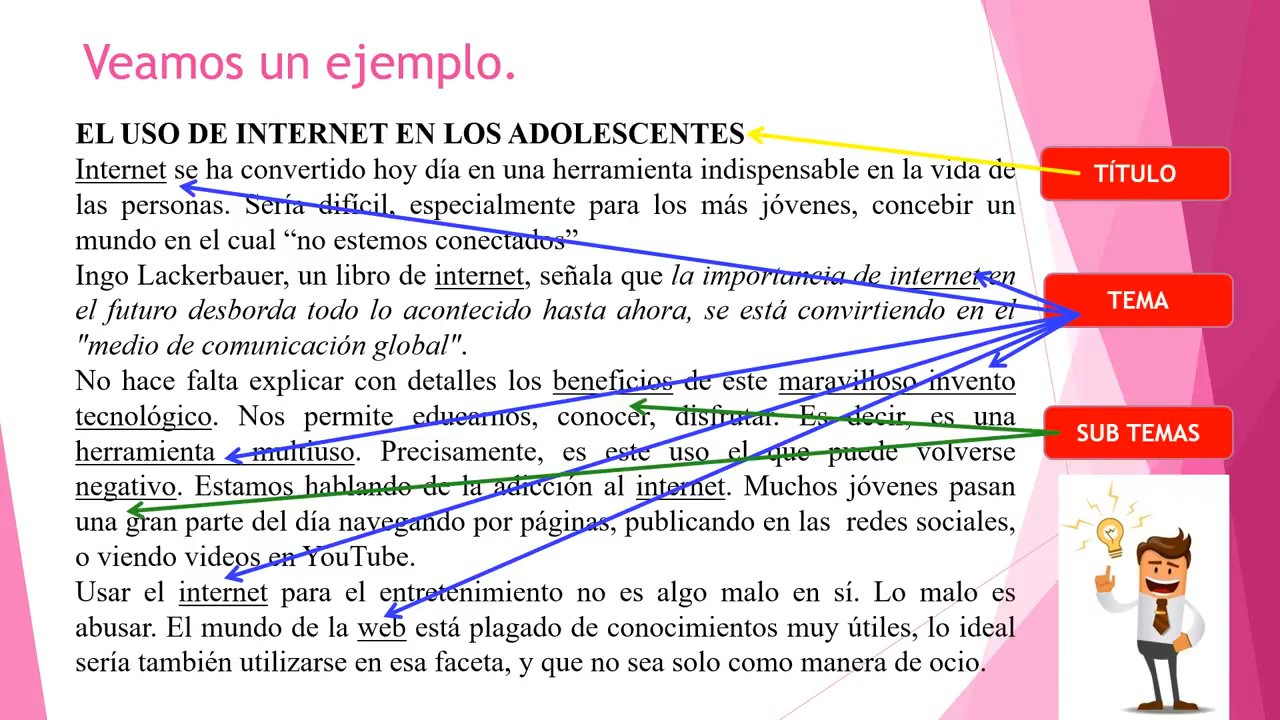 Veamos un ejemplo.
EL USO DE INTERNET EN LOS ADOLESCENTES
TÍTULO
Internet se ha convertido hoy día en una herramienta indispensable en la vida de
las personas. Sería difícil, especialmente para los más jóvenes, concebir un
mundo en el cual “no estemos conectados”
Ingo Lackerbauer, un libro de internet, señala que la importancia de internet en
el futuro desborda todo lo acontecido hasta ahora, se está convirtiendo en el
"medio de comunicación global".
TEMA
No hace falta explicar con detalles los beneficios de este maravilloso invento
tecnológico. Nos permite educarnos, conocer, disfrutar. Es decir, es una
herramienta multiuso. Precisamente, es este uso el que puede volverse
negativo. Estamos hablando de la adicción al internet. Muchos jóvenes pasan
una gran parte del día navegando por páginas, publicando en las redes sociales,
o viendo videos en YouTube.
SUB TEMAS
Usar el internet para el entretenimiento no es algo malo en sí. Lo malo es
abusar. El mundo de la web está plagado de conocimientos muy útiles, lo ideal
sería también utilizarse en esa faceta, y que no sea solo como manera de ocio.